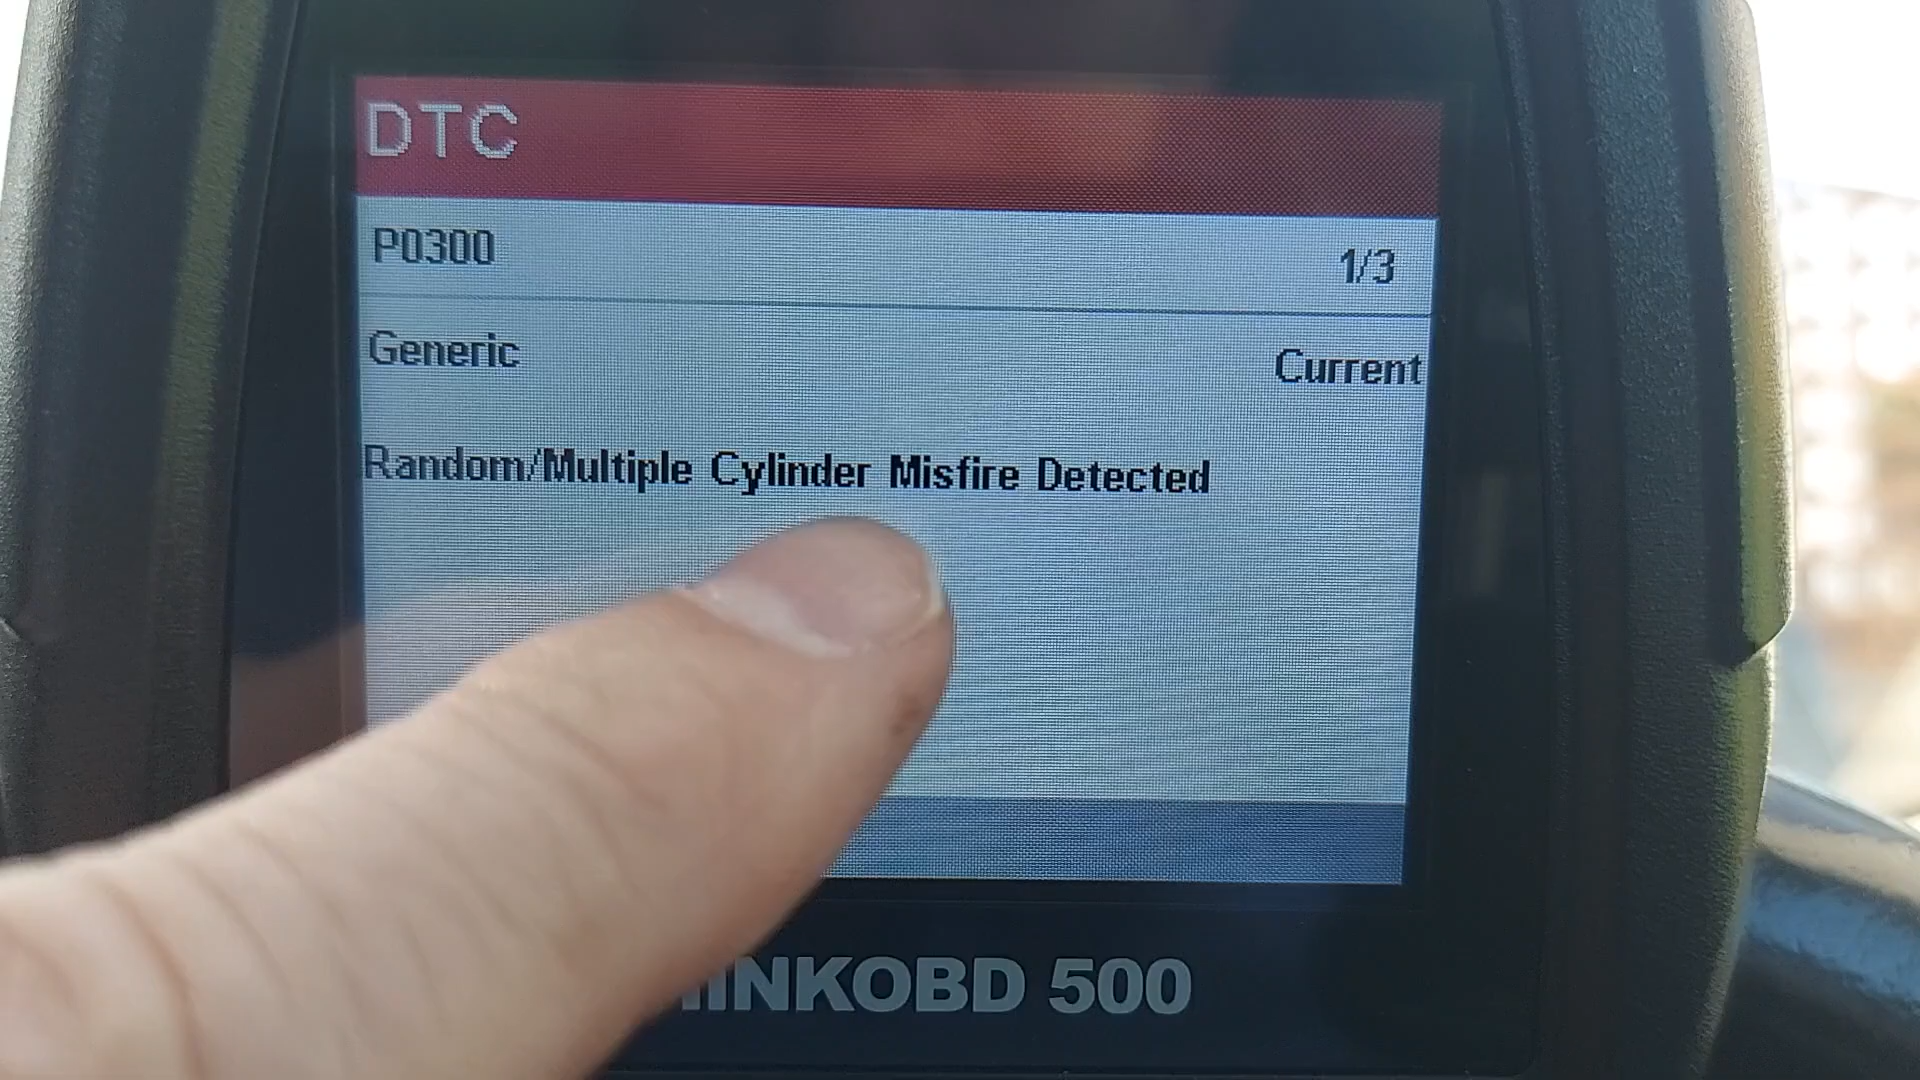 DTC
P0300 1/3
Generic Current
Random/Multiple Cylinder Misfire Detected
INKOBD 500